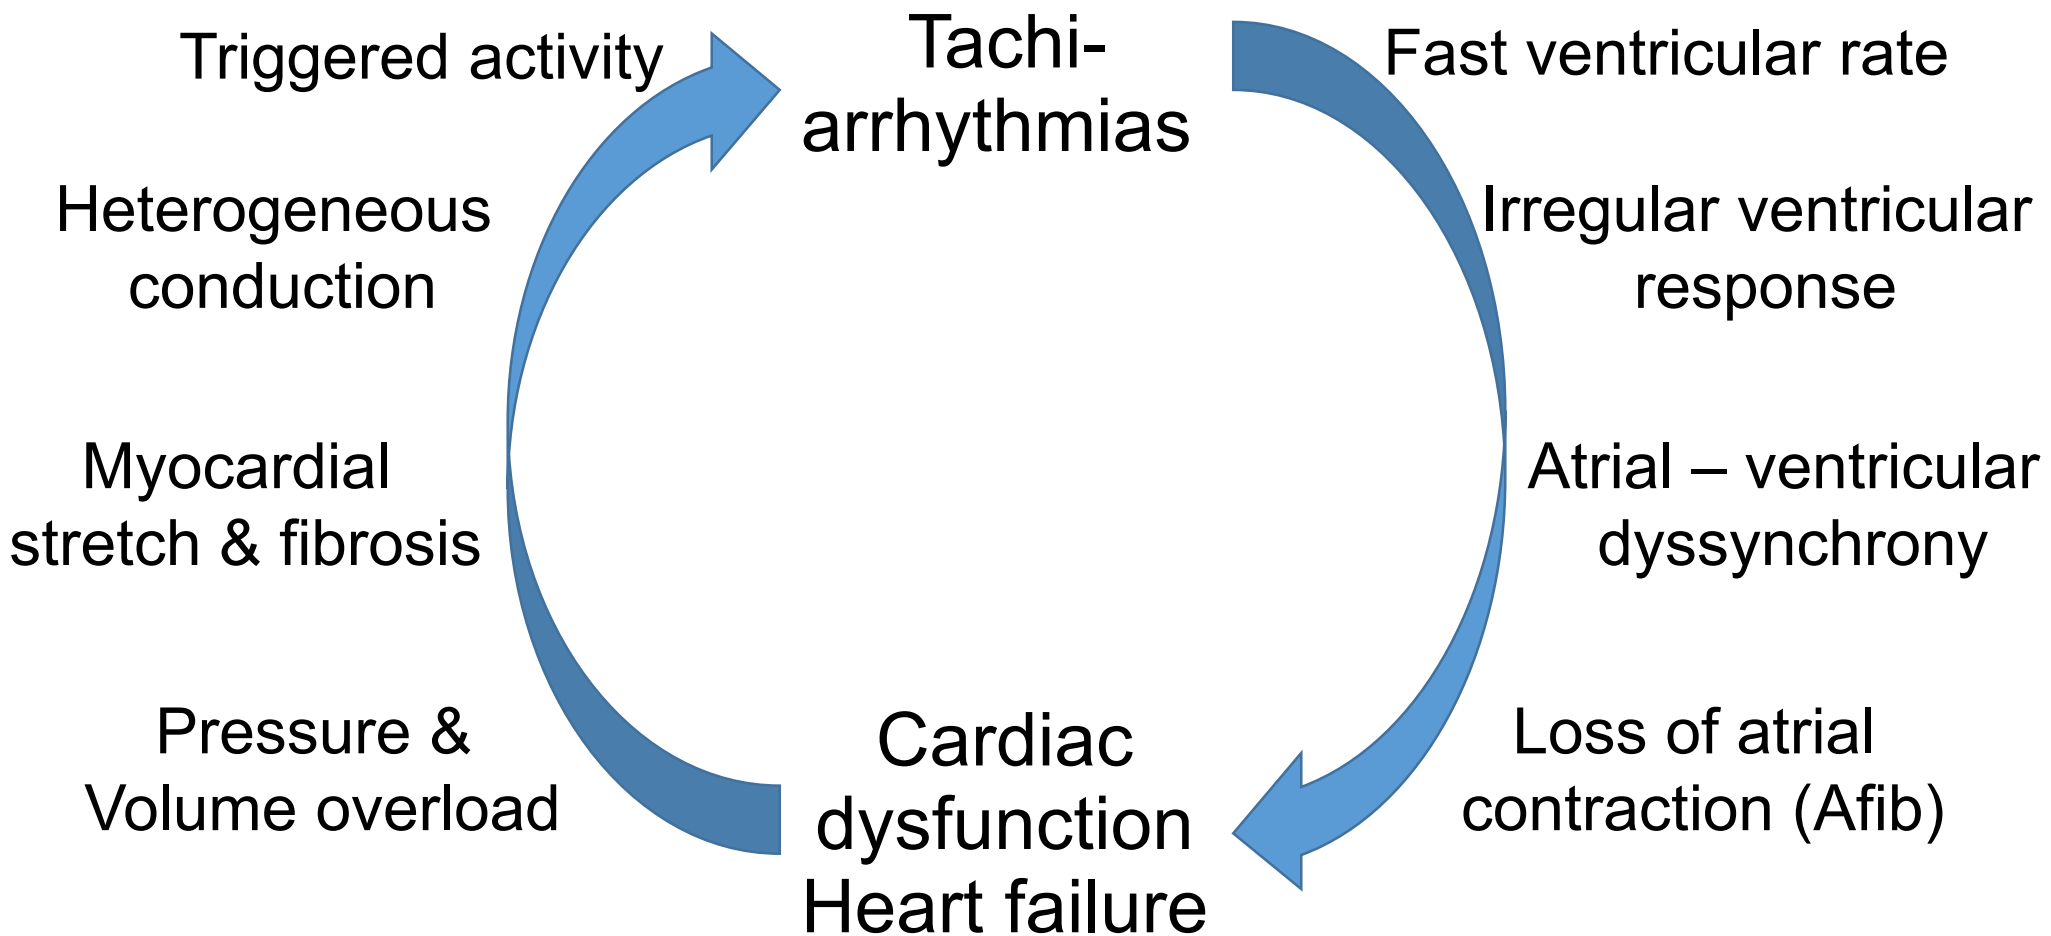 Triggered activity
Tachi-
arrhythmias
Fast ventricular rate
Heterogeneous
conduction
Irregular ventricular
response
Myocardial
stretch & fibrosis
Atrial – ventricular
dyssynchrony
Pressure &
Volume overload
Cardiac
dysfunction
Heart failure
Loss of atrial
contraction (Afib)